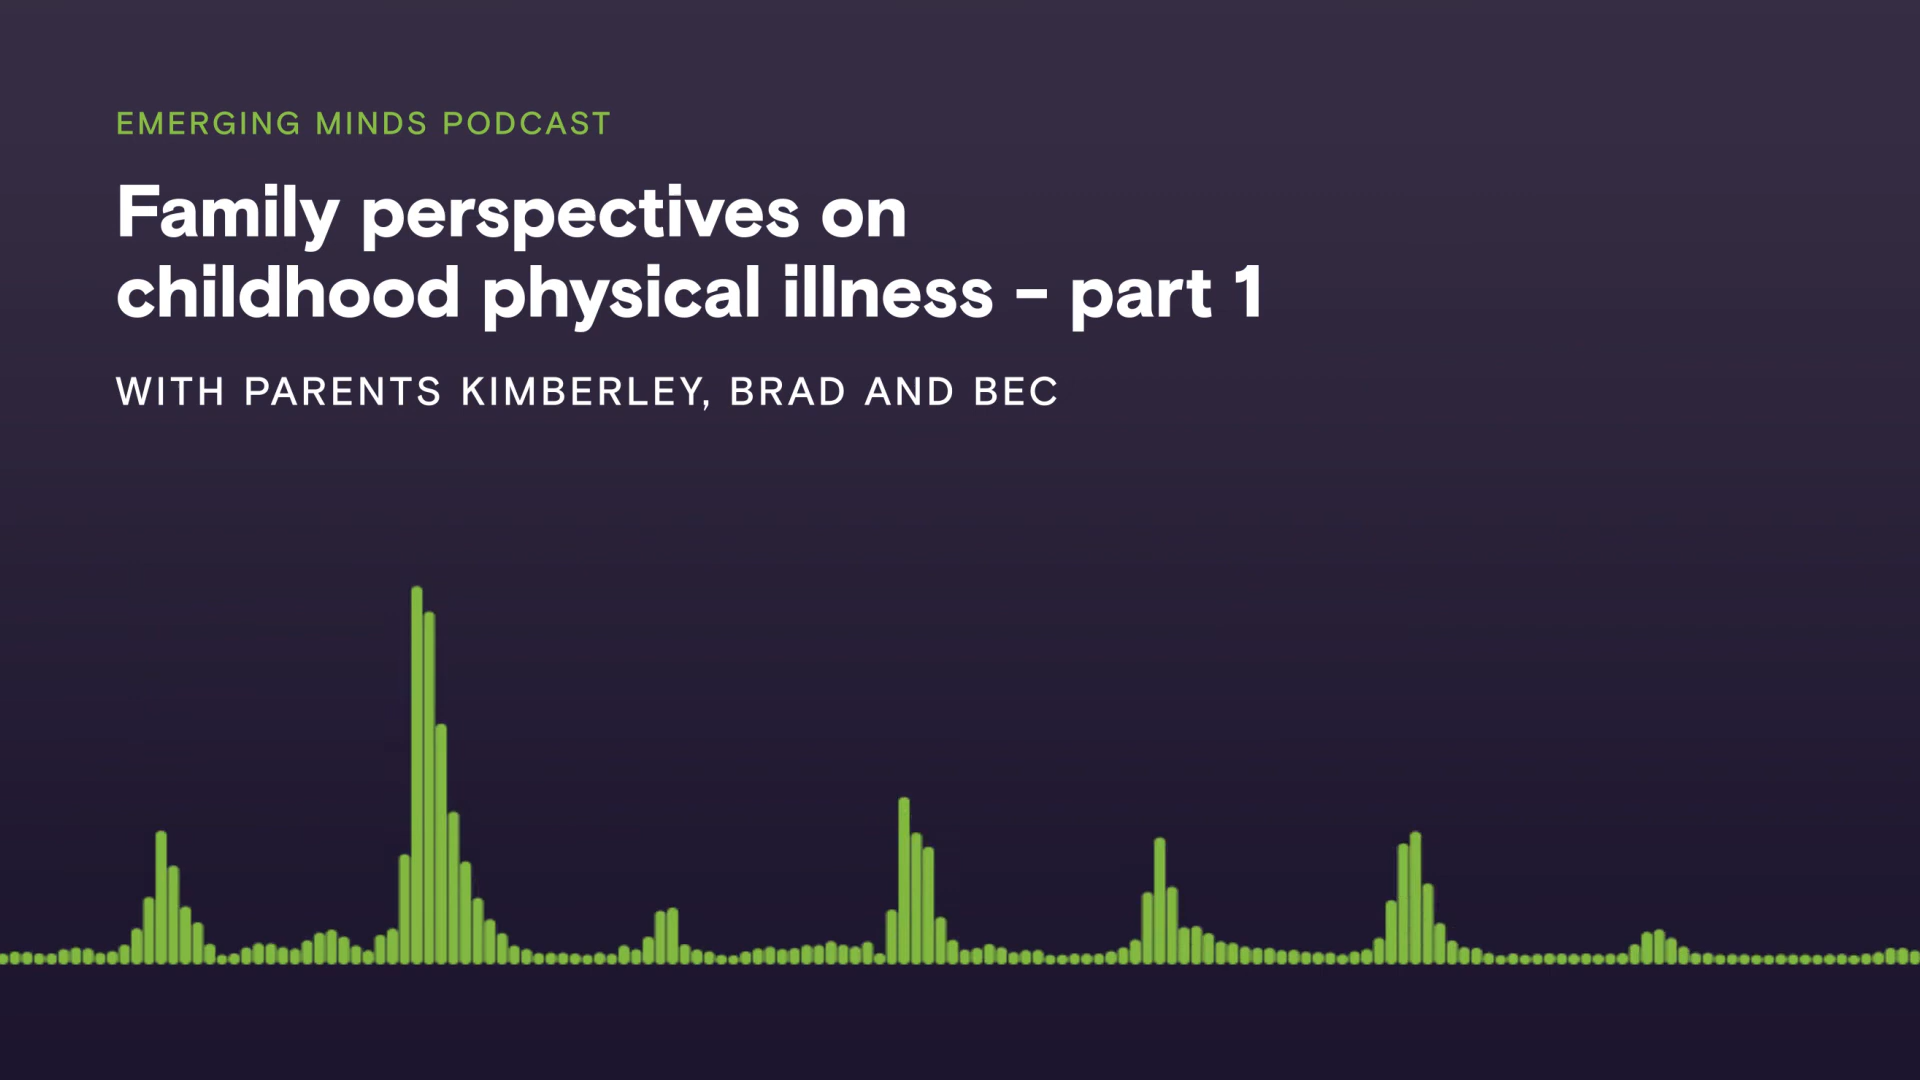 EMERGING MINDS PODCAST
Family perspectives on
childhood physical illness – part 1
WITH PARENTS KIMBERLEY, BRAD AND BEC